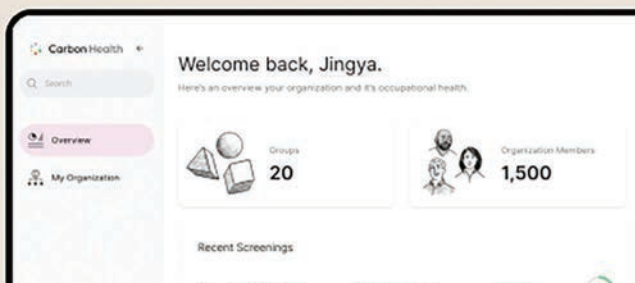 Carbon Health
Search
Overview
My Organization
Welcome back, Jingya.
Here's an overview your organization and it's occupational health.
Groups
20
Organization Members
1,500
Recent Screenings